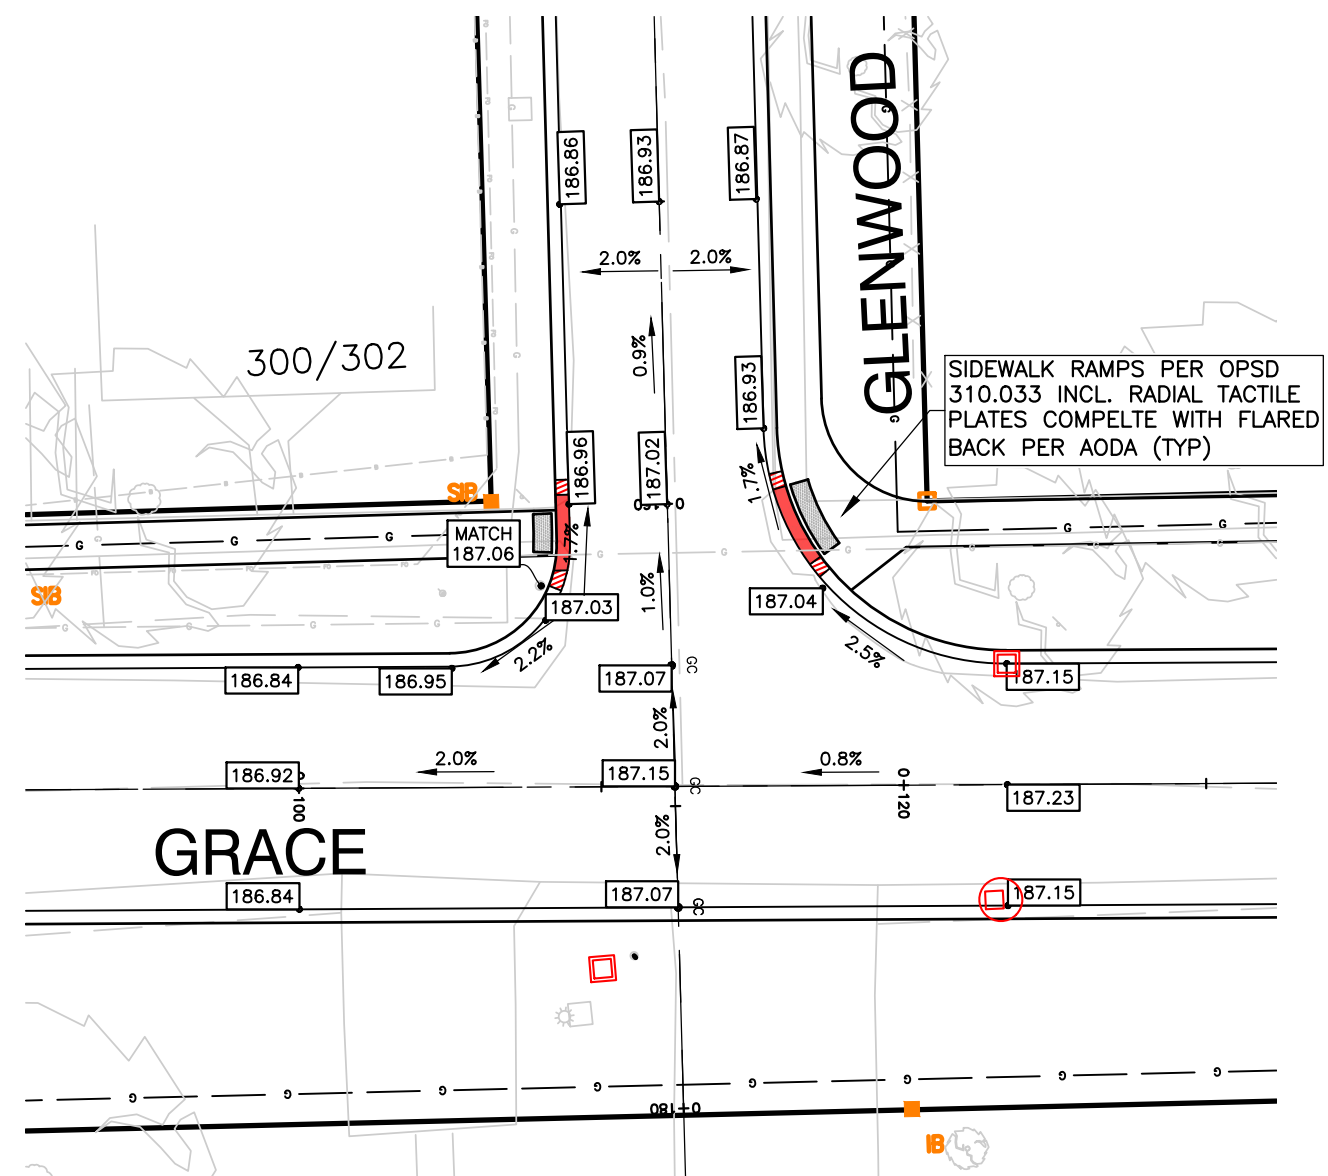 186.86
186.93
186.87
GLENWOOD
2.0%
2.0%
0.9%
300/302
SIDEWALK RAMPS PER OPSD
310.033 INCL. RADIAL TACTILE
PLATES COMPELTE WITH FLARED
BACK PER AODA (TYP)
186.93
186.96
187.02
1.7%
SIB
MATCH
187.06
SIB
1.0%
187.03
187.04
2.2%
2.5%
GC
186.84
186.95
187.07
187.15
2.0%
2.0%
0.8%
186.92
187.15
GC
0+120
187.23
100
2.0%
GRACE
186.84
187.07
GC
187.15
G
G
G
G
G
G
G
G
G
G
G
G
G
0+180
IB